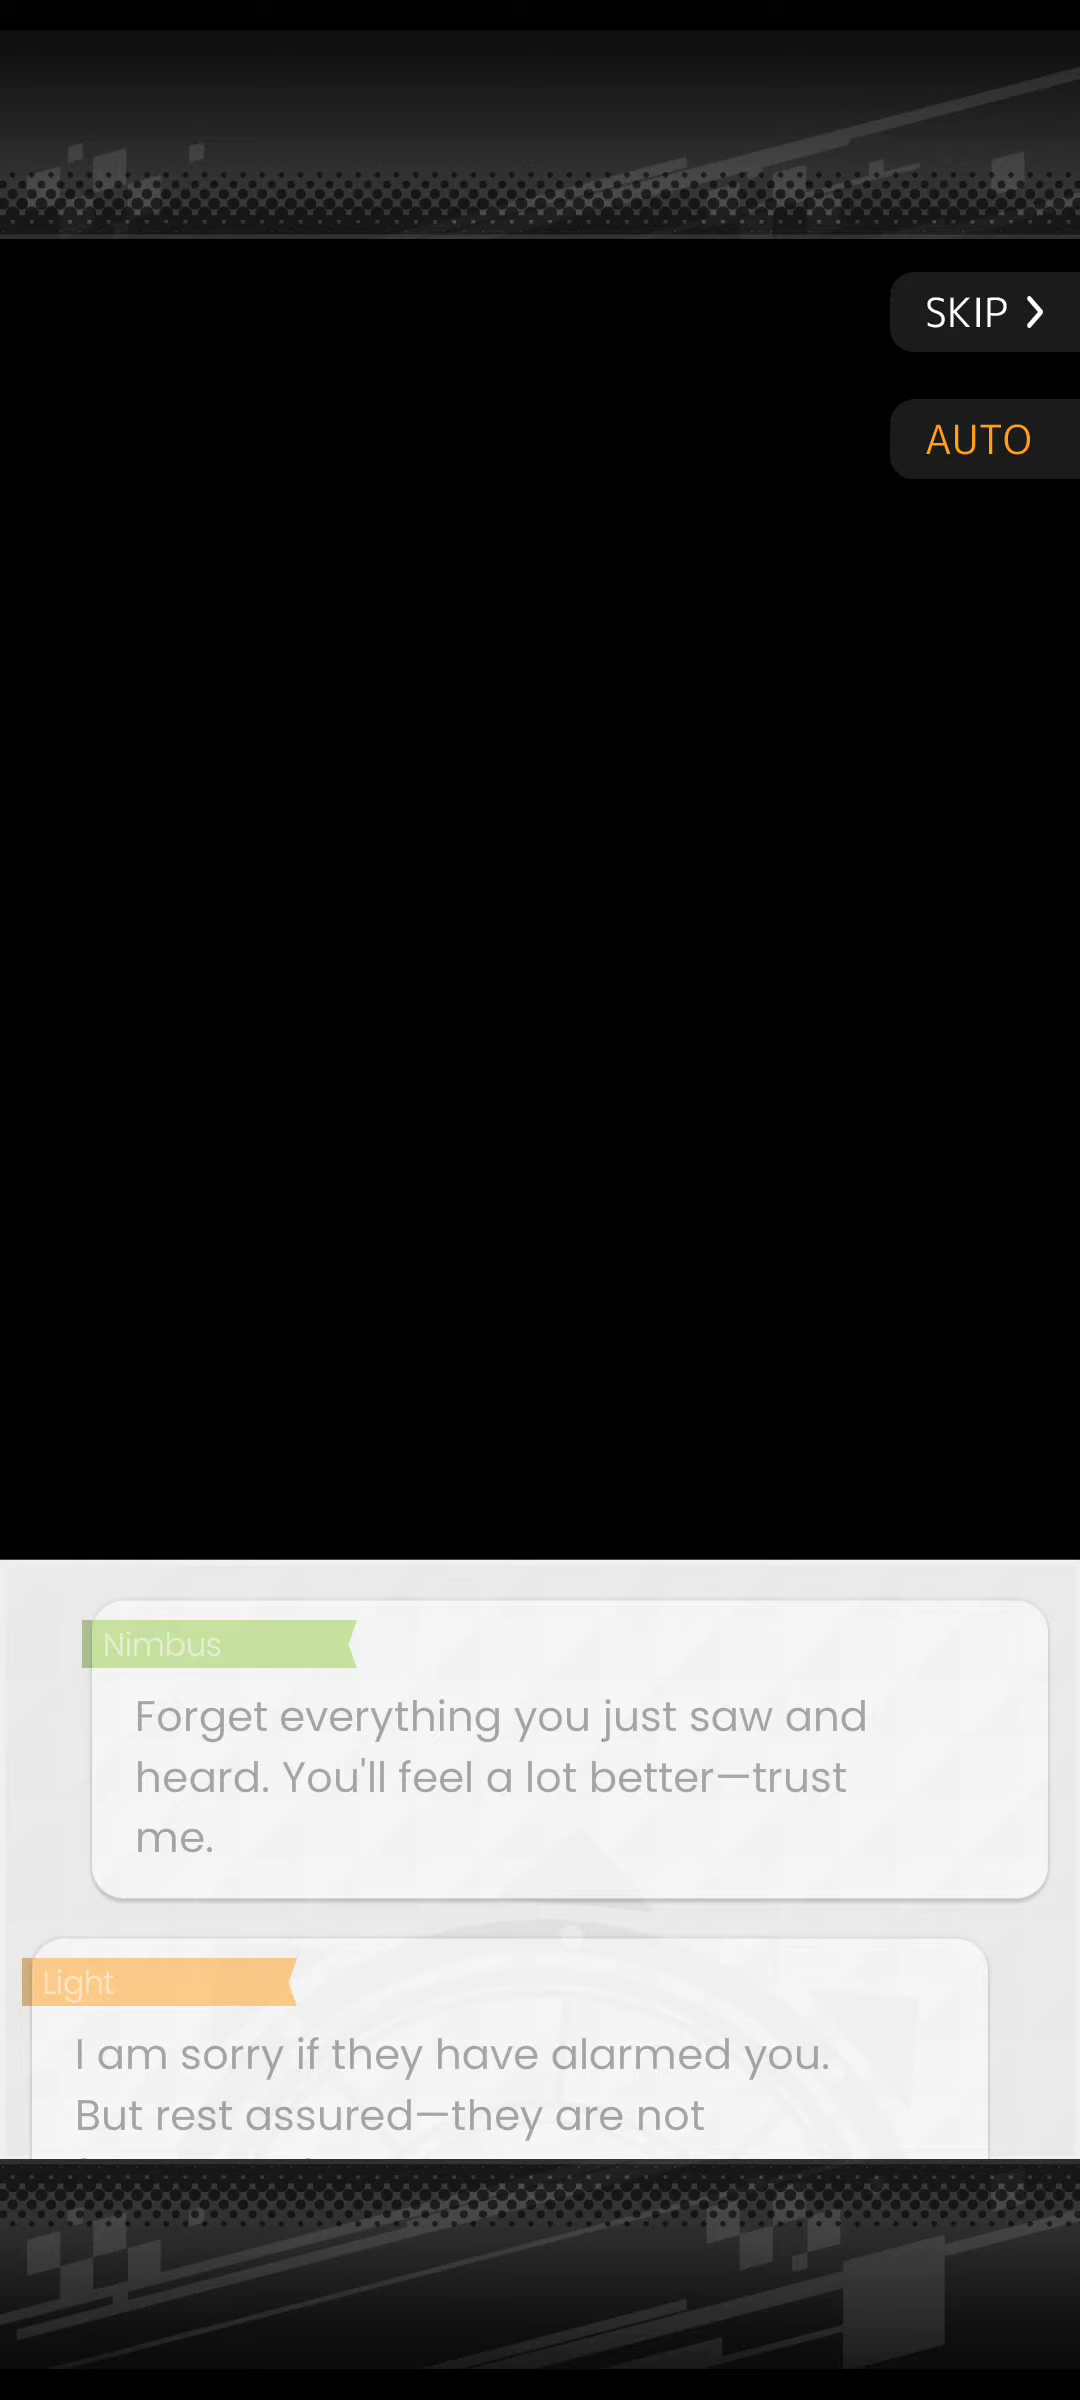 SKIP
AUTO
Nimbus
Forget everything you just saw and
heard. You'll feel a lot better—trust
me.
Light
I am sorry if they have alarmed you.
But rest assured—they are not